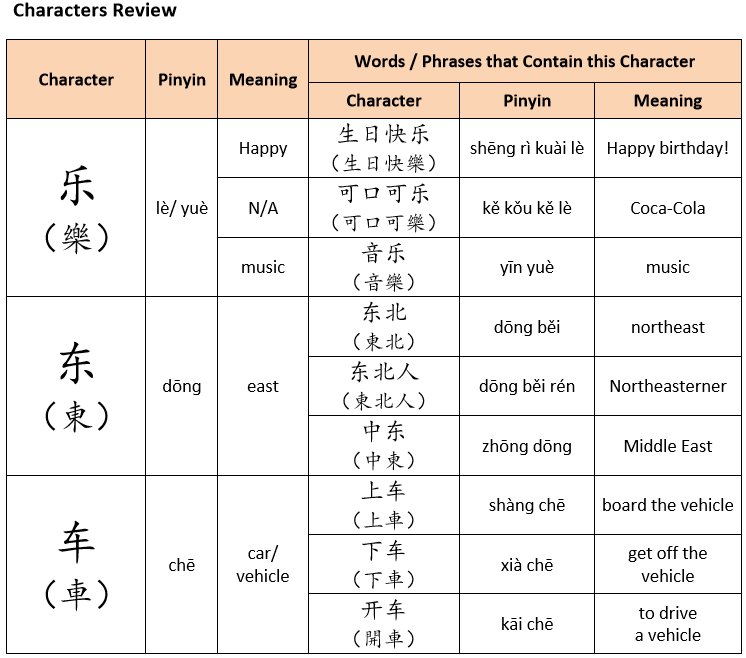 Characters Review
Character Pinyin Meaning Words / Phrases that Contain this Character
Character Pinyin Meaning
乐
(樂)
lè/ yuè
Happy
生日快乐
(生日快樂)
shēng rì kuài lè
Happy birthday!
N/A
可口可乐
(可口可樂)
kě kǒu kě lè
Coca-Cola
music
音乐
(音樂)
yīn yuè
music
东
(東)
dōng
east
东北
(東北)
dōng běi
northeast
东北人
(東北人)
dōng běi rén
Northeasterner
中东
(中東)
zhōng dōng
Middle East
车
(車)
chē
car/
vehicle
上车
(上車)
shàng chē
board the vehicle
下车
(下車)
xià chē
get off the
vehicle
开车
(開車)
kāi chē
to drive
a vehicle